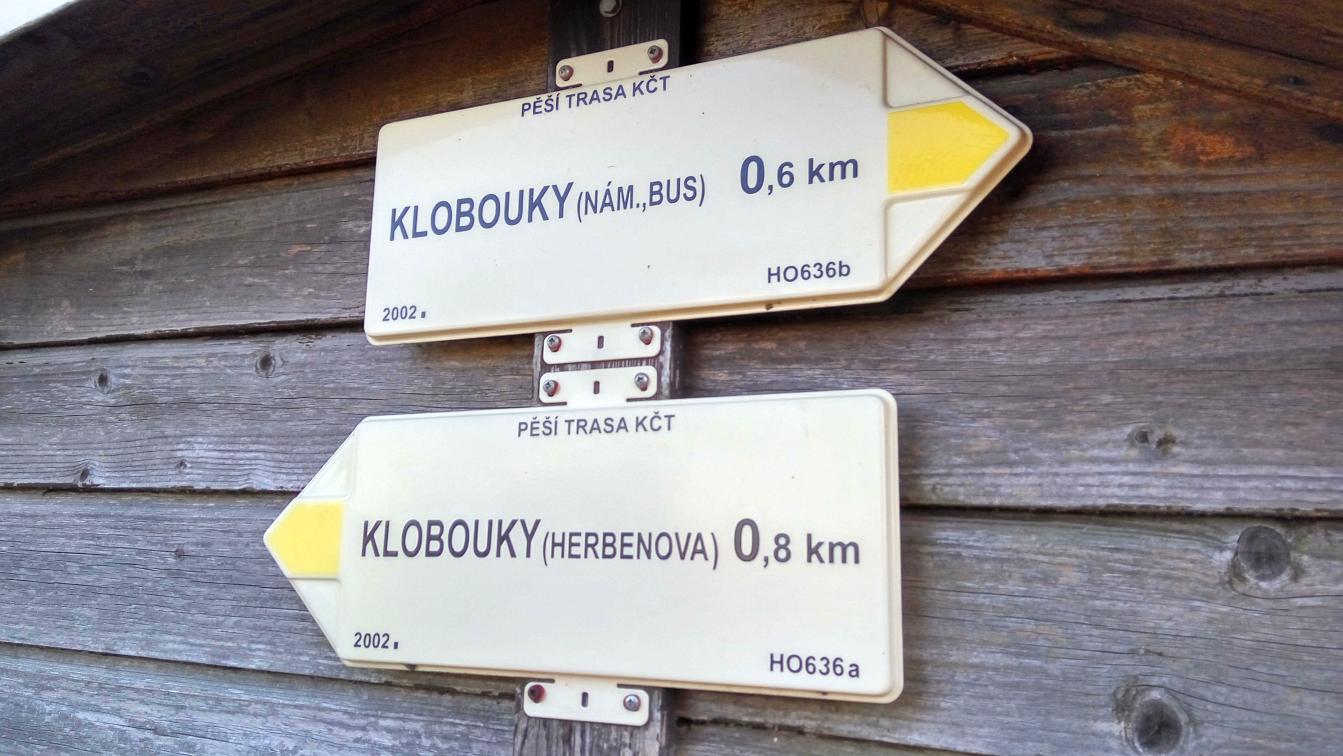 PĚŠÍ TRASA KČT
KLOBOUKY (NÁM.,BUS) 0,6 km
HO636b
2002
PĚŠÍ TRASA KČT
KLOBOUKY (HERBENOVA) 0,8 km
2002
HO636a